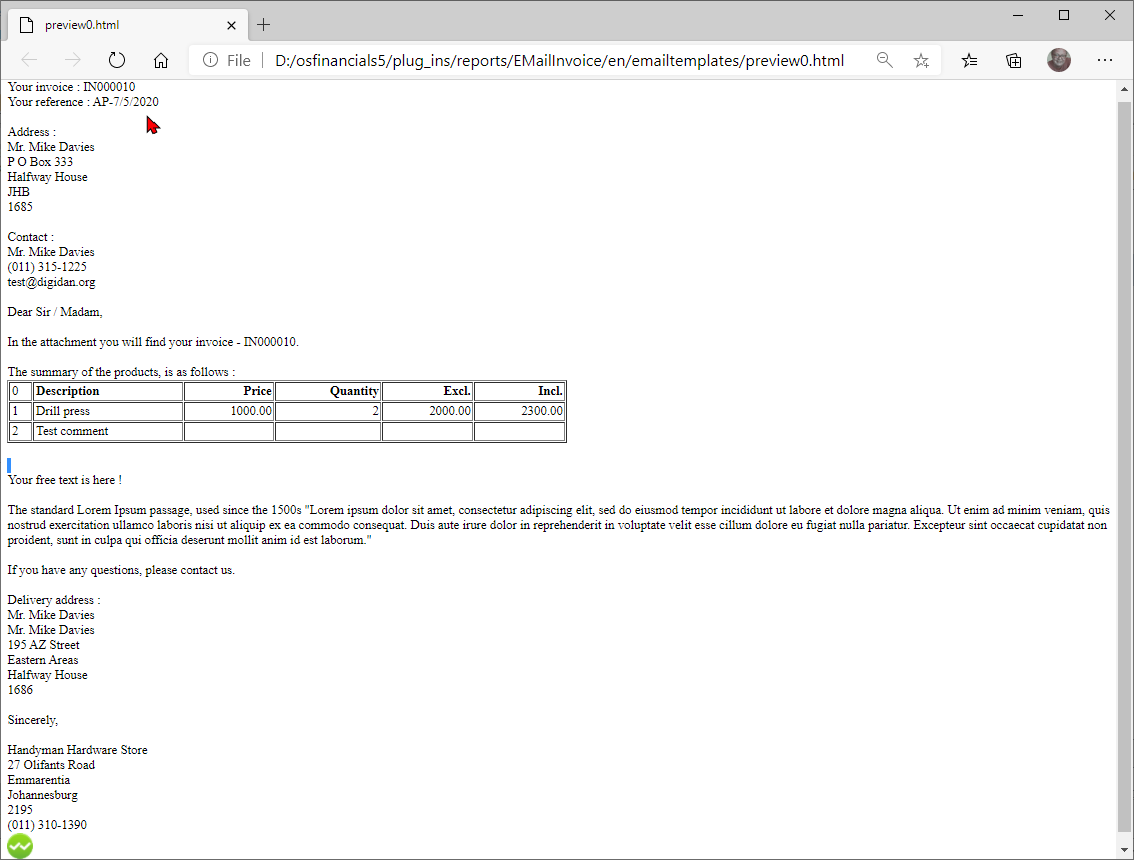 preview0.html
File
D:/osfinancials5/plug_ins/reports/EMailInvoice/en/emailtemplates/preview0.html
Your invoice : IN000010
Your reference : AP-7/5/2020
Address :
Mr. Mike Davies
P O Box 333
Halfway House
JHB
1685
Contact :
Mr. Mike Davies
(011) 315-1225
test@digidan.org
Dear Sir / Madam,
In the attachment you will find your invoice - IN000010.
The summary of the products, is as follows :
0 Description Price Quantity Excl. Incl.
1 Drill press 1000.00 2 2000.00 2300.00
2 Test comment
Your free text is here !
The standard Lorem Ipsum passage, used since the 1500s "Lorem ipsum dolor sit amet, consectetur adipiscing elit, sed do eiusmod tempor incididunt ut labore et dolore magna aliqua. Ut enim ad minim veniam, quis
nostrud exercitation ullamco laboris nisi ut aliquip ex ea commodo consequat. Duis aute irure dolor in reprehenderit in voluptate velit esse cillum dolore eu fugiat nulla pariatur. Excepteur sint occaecat cupidatat non
proident, sunt in culpa qui officia deserunt mollit anim id est laborum."
If you have any questions, please contact us.
Delivery address :
Mr. Mike Davies
Mr. Mike Davies
195 AZ Street
Eastern Areas
Halfway House
1686
Sincerely,
Handyman Hardware Store
27 Olifants Road
Emmarentia
Johannesburg
2195
(011) 310-1390